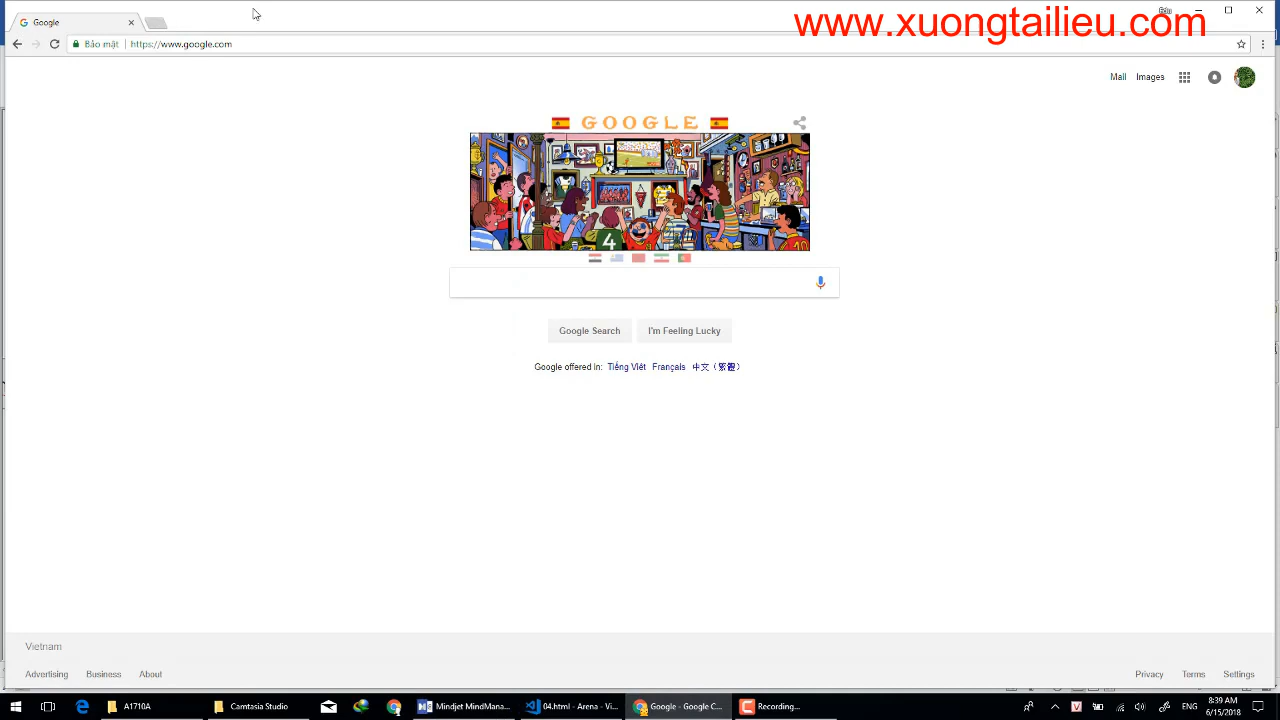 Google
www.xuongtailieu.com
Bảo mật
https://www.google.com
Mail Images
GOOGLE
4
Google Search I'm Feeling Lucky
Google offered in: Tiếng Việt Français 中文（繁體）
Vietnam
Advertising Business About
Privacy Terms Settings
A1710A
Camtasia Studio
Mindjet MindMana...
04.html - Arena - Vi...
Google - Google C...
Recording...
ENG
8:39 AM
6/15/2018